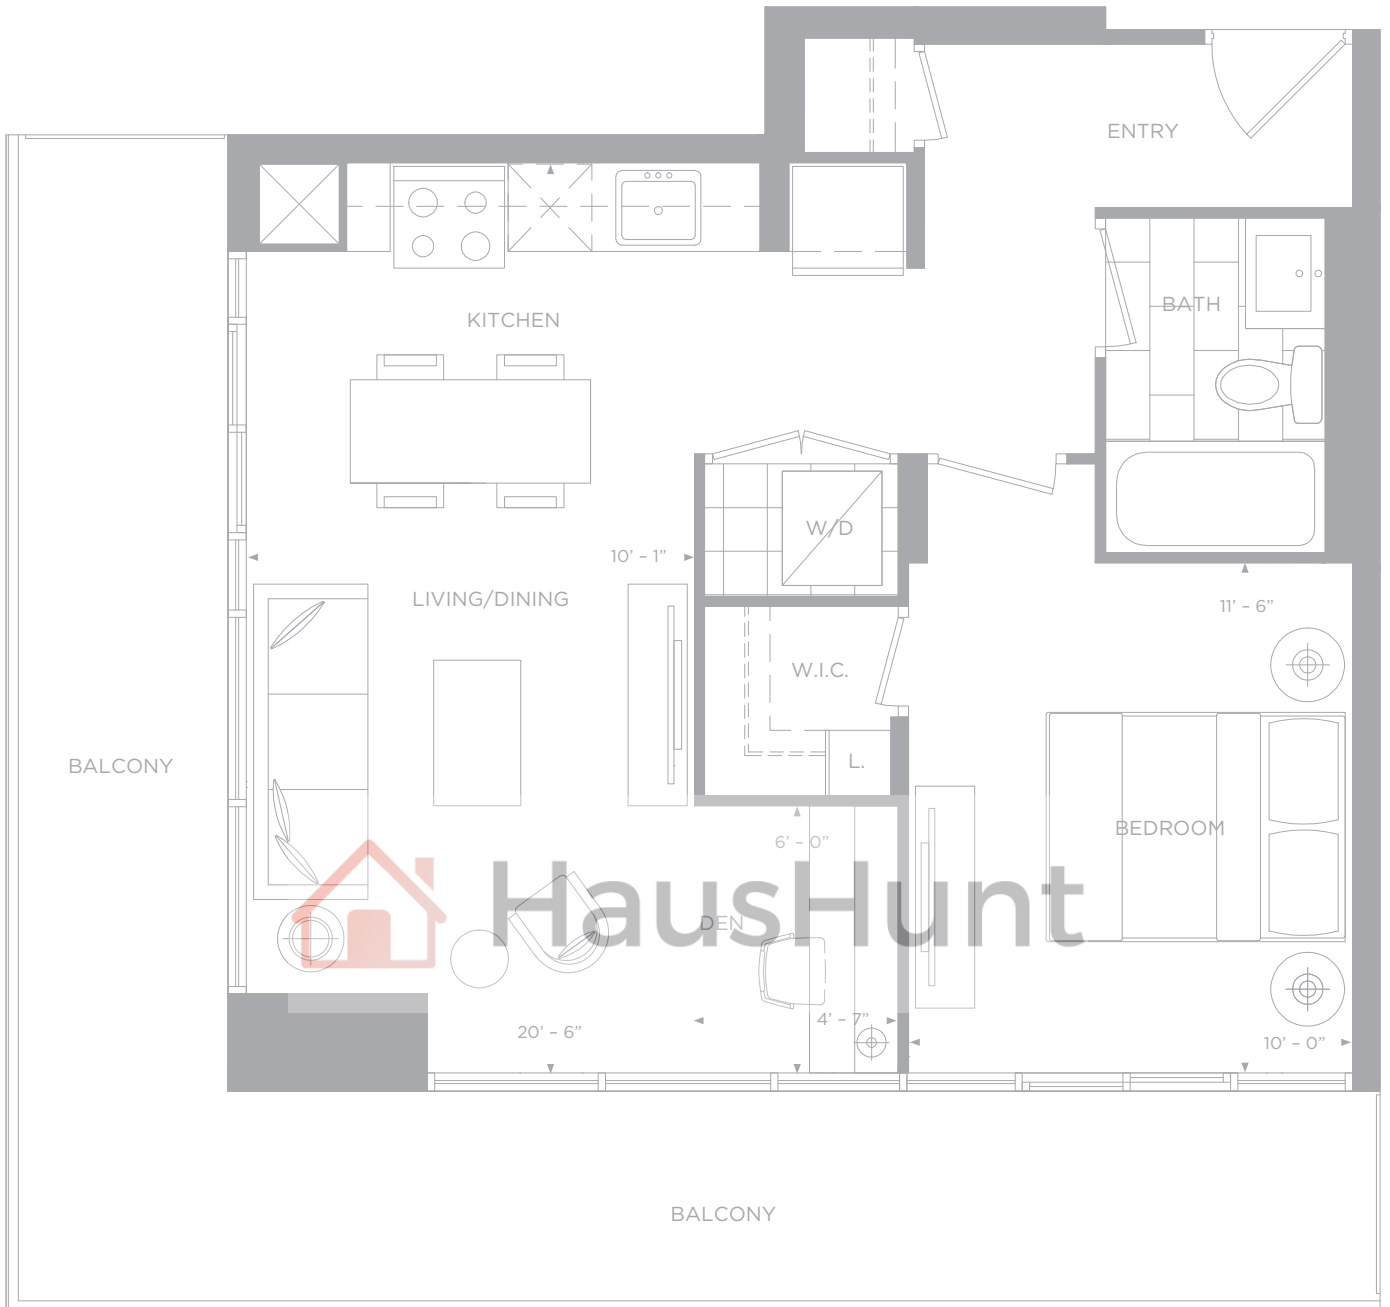 ENTRY
KITCHEN
BATH
W/D
10' – 1"
LIVING/DINING
11' – 6"
W.I.C.
L.
BALCONY
BEDROOM
6' – 0"
HausHunt
DEN
4' – 7"
20' – 6"
10' – 0"
BALCONY